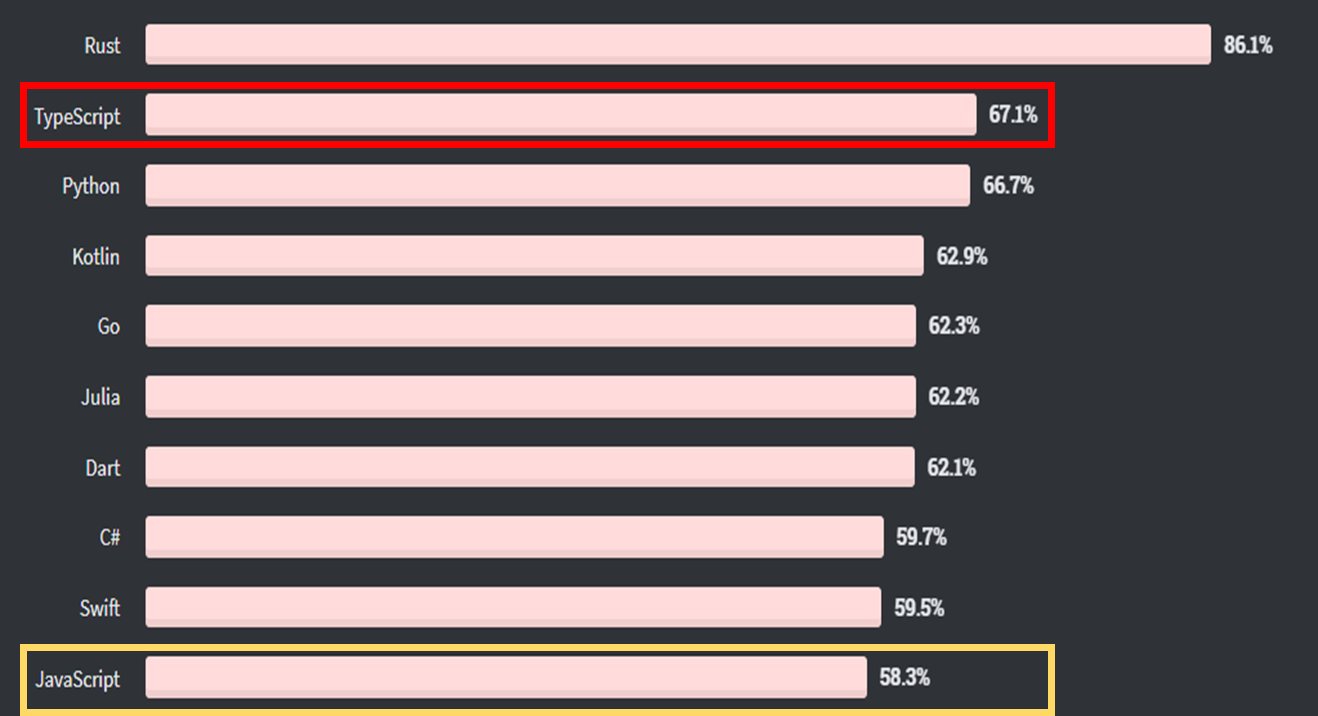 Rust 86.1%
TypeScript 67.1%
Python 66.7%
Kotlin 62.9%
Go 62.3%
Julia 62.2%
Dart 62.1%
C# 59.7%
Swift 59.5%
JavaScript 58.3%